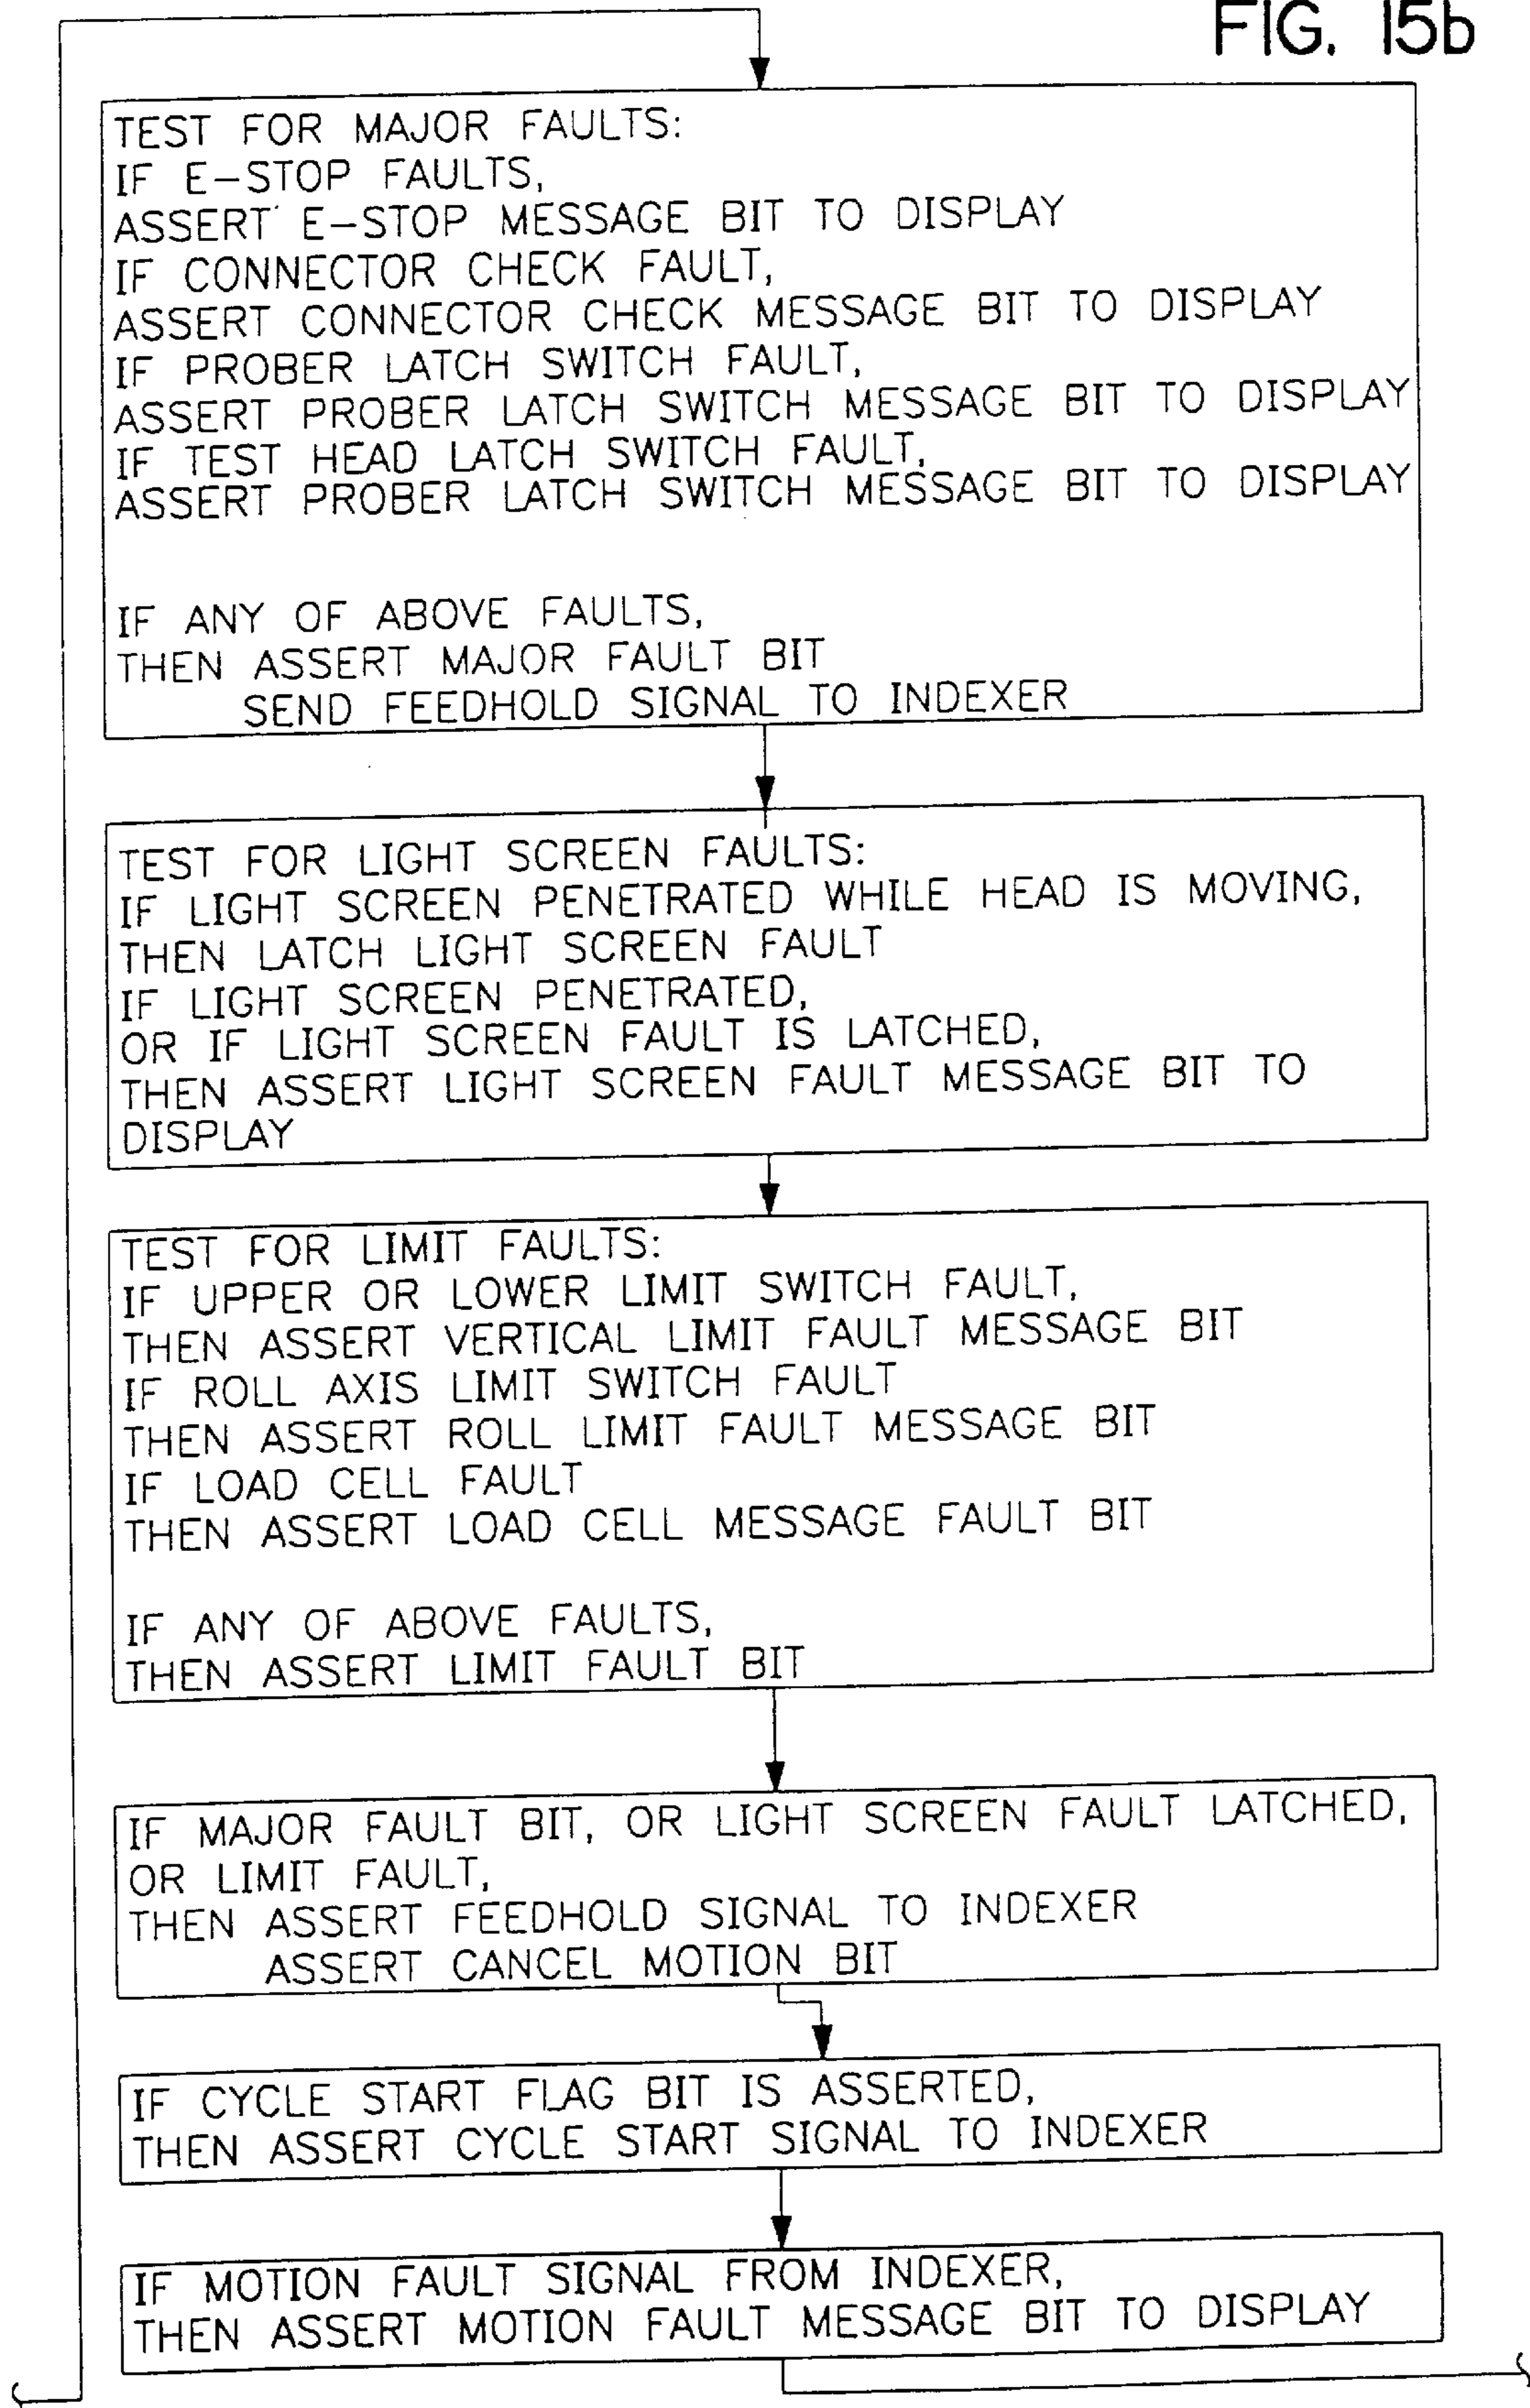 FIG. 15b
TEST FOR MAJOR FAULTS:
IF E-STOP FAULTS,
ASSERT E-STOP MESSAGE BIT TO DISPLAY
IF CONNECTOR CHECK FAULT,
ASSERT CONNECTOR CHECK MESSAGE BIT TO DISPLAY
IF PROBER LATCH SWITCH FAULT,
ASSERT PROBER LATCH SWITCH MESSAGE BIT TO DISPLAY
IF TEST HEAD LATCH SWITCH FAULT,
ASSERT PROBER LATCH SWITCH MESSAGE BIT TO DISPLAY
IF ANY OF ABOVE FAULTS,
THEN ASSERT MAJOR FAULT BIT
SEND FEEDHOLD SIGNAL TO INDEXER
TEST FOR LIGHT SCREEN FAULTS:
IF LIGHT SCREEN PENETRATED WHILE HEAD IS MOVING,
THEN LATCH LIGHT SCREEN FAULT
IF LIGHT SCREEN PENETRATED,
OR IF LIGHT SCREEN FAULT IS LATCHED,
THEN ASSERT LIGHT SCREEN FAULT MESSAGE BIT TO
DISPLAY
TEST FOR LIMIT FAULTS:
IF UPPER OR LOWER LIMIT SWITCH FAULT,
THEN ASSERT VERTICAL LIMIT FAULT MESSAGE BIT
IF ROLL AXIS LIMIT SWITCH FAULT
THEN ASSERT ROLL LIMIT FAULT MESSAGE BIT
IF LOAD CELL FAULT
THEN ASSERT LOAD CELL MESSAGE FAULT BIT
IF ANY OF ABOVE FAULTS,
THEN ASSERT LIMIT FAULT BIT
IF MAJOR FAULT BIT, OR LIGHT SCREEN FAULT LATCHED,
OR LIMIT FAULT,
THEN ASSERT FEEDHOLD SIGNAL TO INDEXER
ASSERT CANCEL MOTION BIT
IF CYCLE START FLAG BIT IS ASSERTED,
THEN ASSERT CYCLE START SIGNAL TO INDEXER
IF MOTION FAULT SIGNAL FROM INDEXER,
THEN ASSERT MOTION FAULT MESSAGE BIT TO DISPLAY